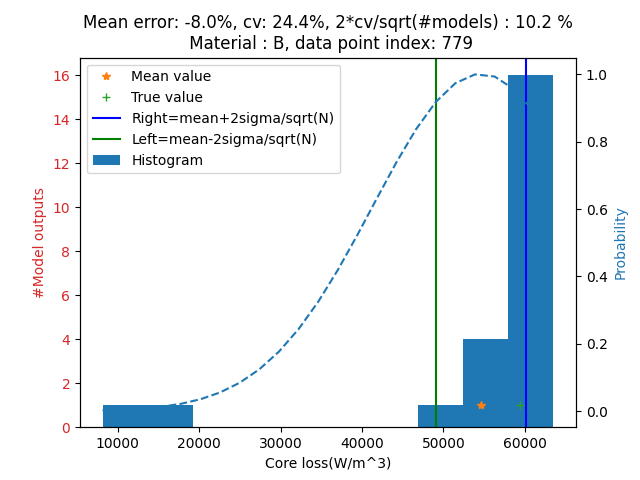 Mean error: -8.0%, cv: 24.4%, 2*cv/sqrt(#models) : 10.2 %
Material : B, data point index: 779
Mean value
True value
Right=mean+2sigma/sqrt(N)
Left=mean-2sigma/sqrt(N)
Histogram
16
14
12
10
8
6
4
2
0
#Model outputs
1.0
0.8
0.6
0.4
0.2
0.0
Probability
10000 20000 30000 40000 50000 60000
Core loss(W/m^3)